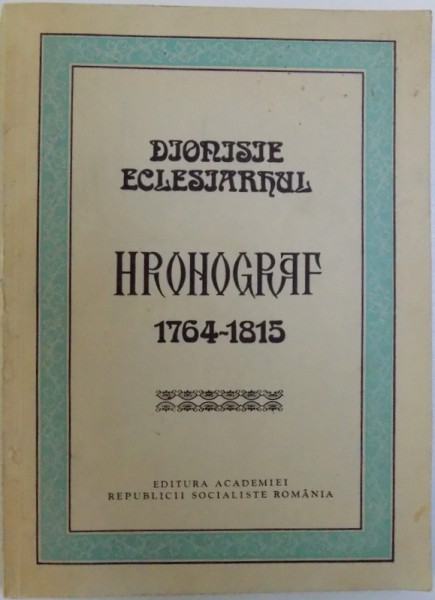 DIONISIE
ECLESIARHUL
HRONOGRAF
1764-1815
EDITURA ACADEMIEI
REPUBLICII SOCIALISTE ROMÂNIA